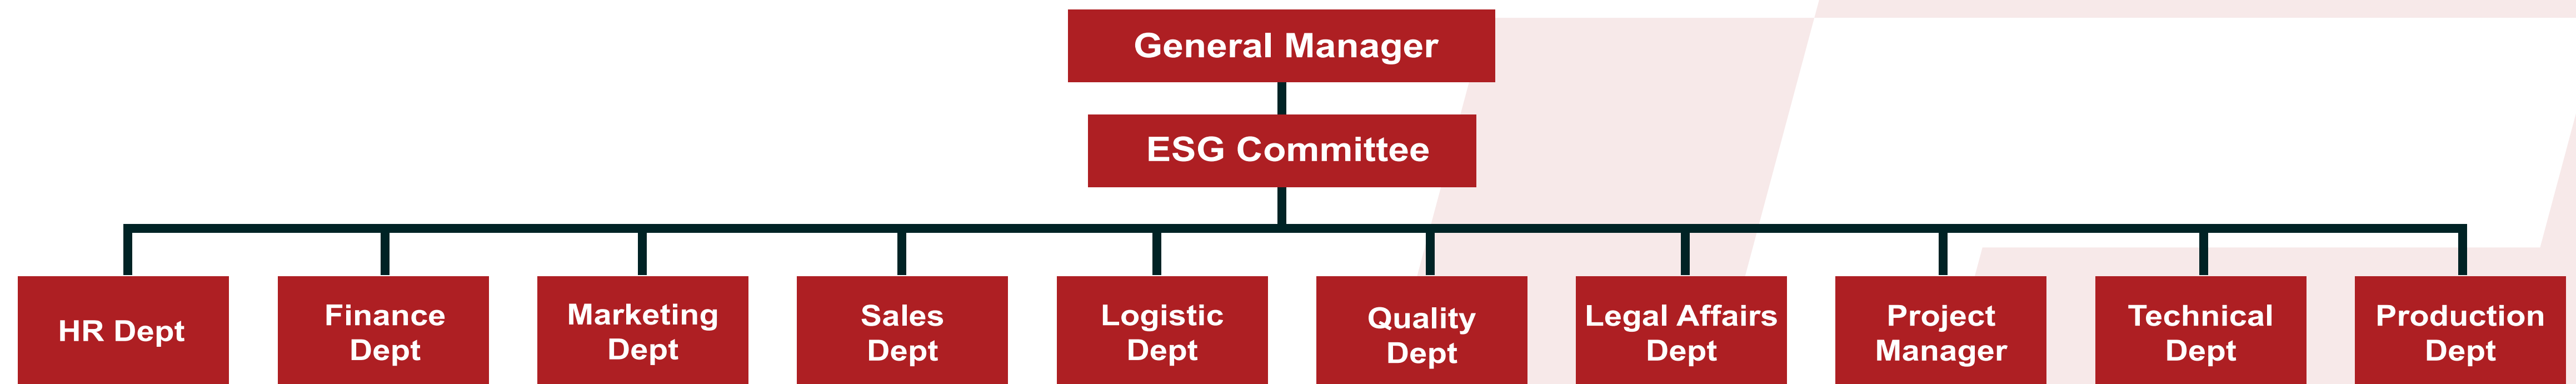 General Manager
ESG Committee
HR Dept
Finance
Dept
Marketing
Dept
Sales
Dept
Logistic
Dept
Quality
Dept
Legal Affairs
Dept
Project
Manager
Technical
Dept
Production
Dept